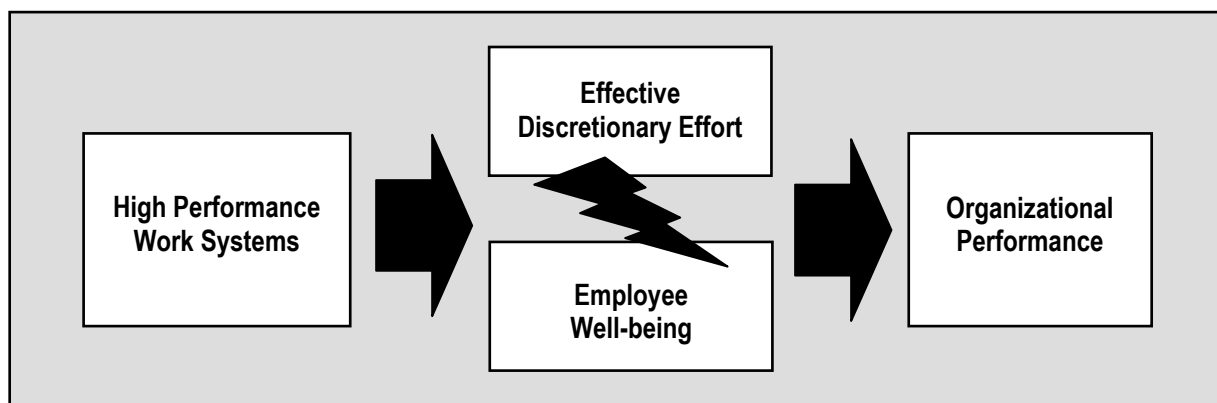 High Performance
Work Systems
Effective
Discretionary Effort
Employee
Well-being
Organizational
Performance